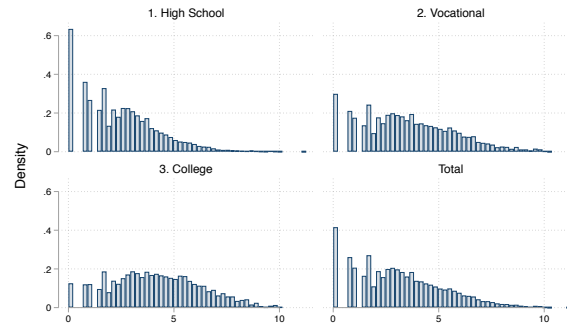 1. High School
2. Vocational
.6
.4
.2
0
Density
3. College
Total
.6
.4
.2
0
0
5
10
0
5
10